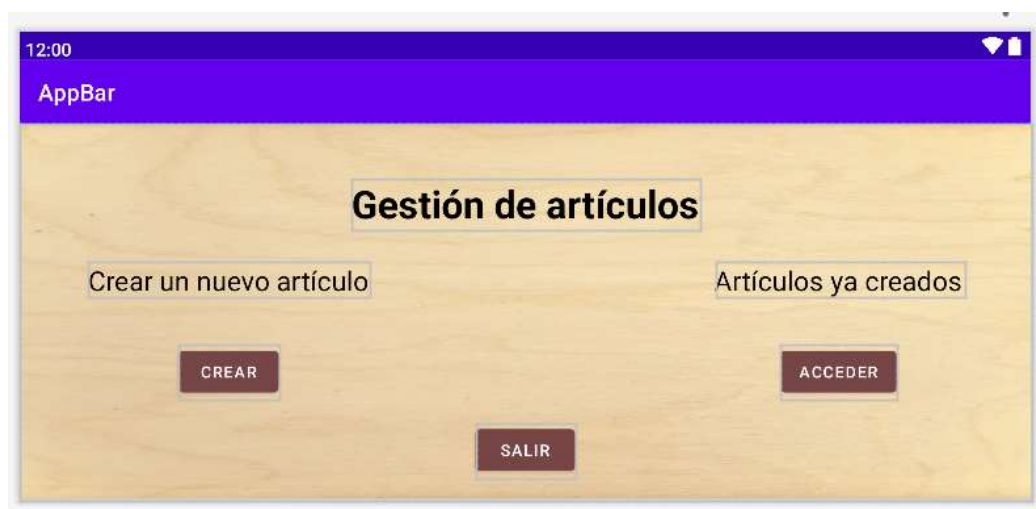 12:00
AppBar
Gestión de artículos
Crear un nuevo artículo
Artículos ya creados
CREAR
ACCEDER
SALIR